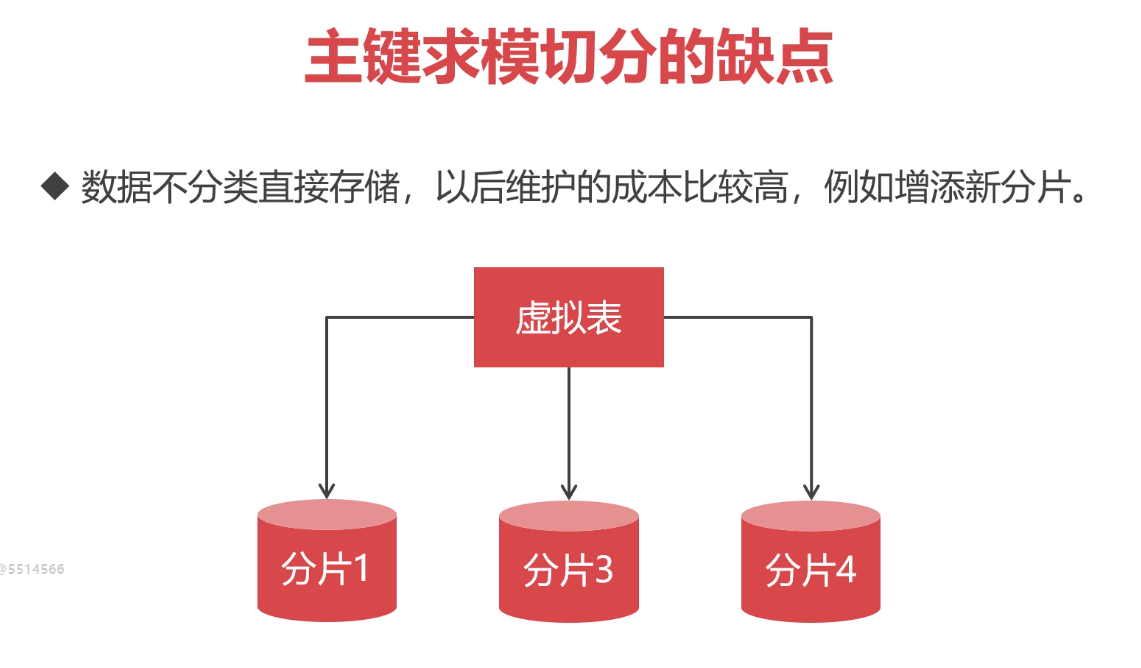 主键求模切分的缺点
◆ 数据不分类直接存储，以后维护的成本比较高，例如增添新分片。
虚拟表
分片1
分片3
分片4
@5514566